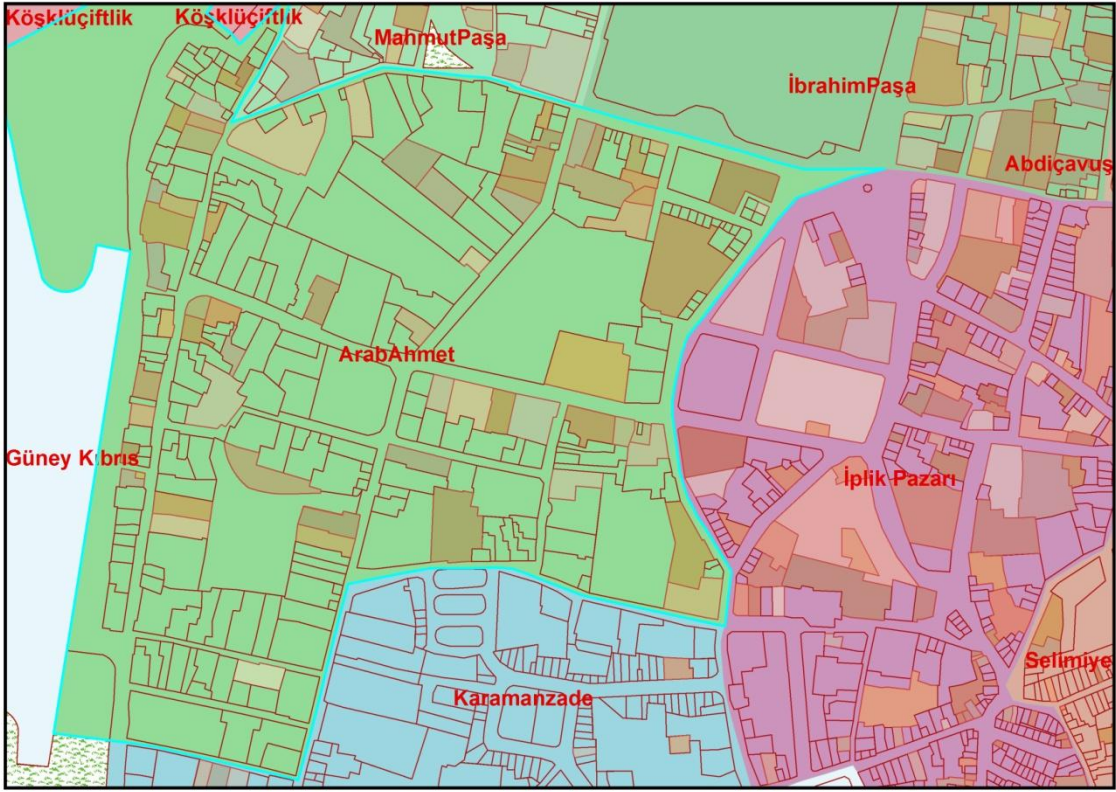 Köşklüçiftlik
Köşklüçiftlik
MahmutPaşa
İbrahimPaşa
Abdiçavuş
ArabAhmet
Güney Kıbrıs
İplik Pazarı
Selimiye
Karamanzade